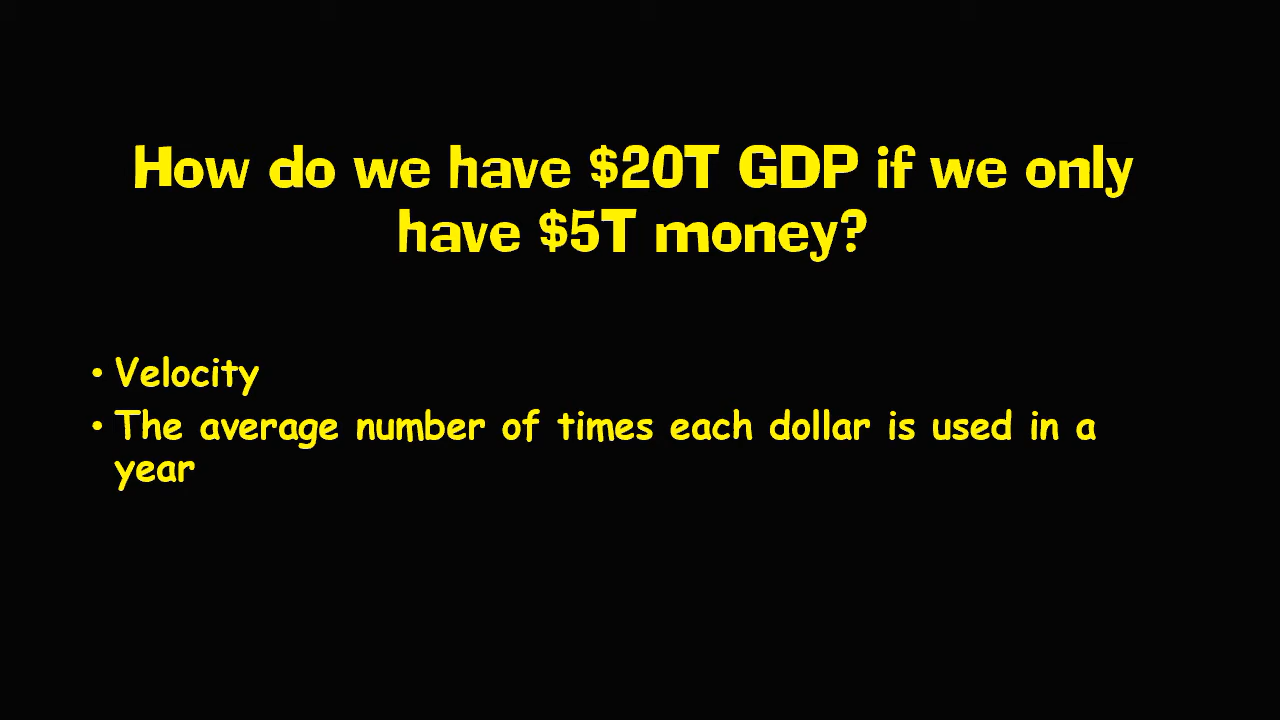 How do we have $20T GDP if we only
have $5T money?
• Velocity
• The average number of times each dollar is used in a
year